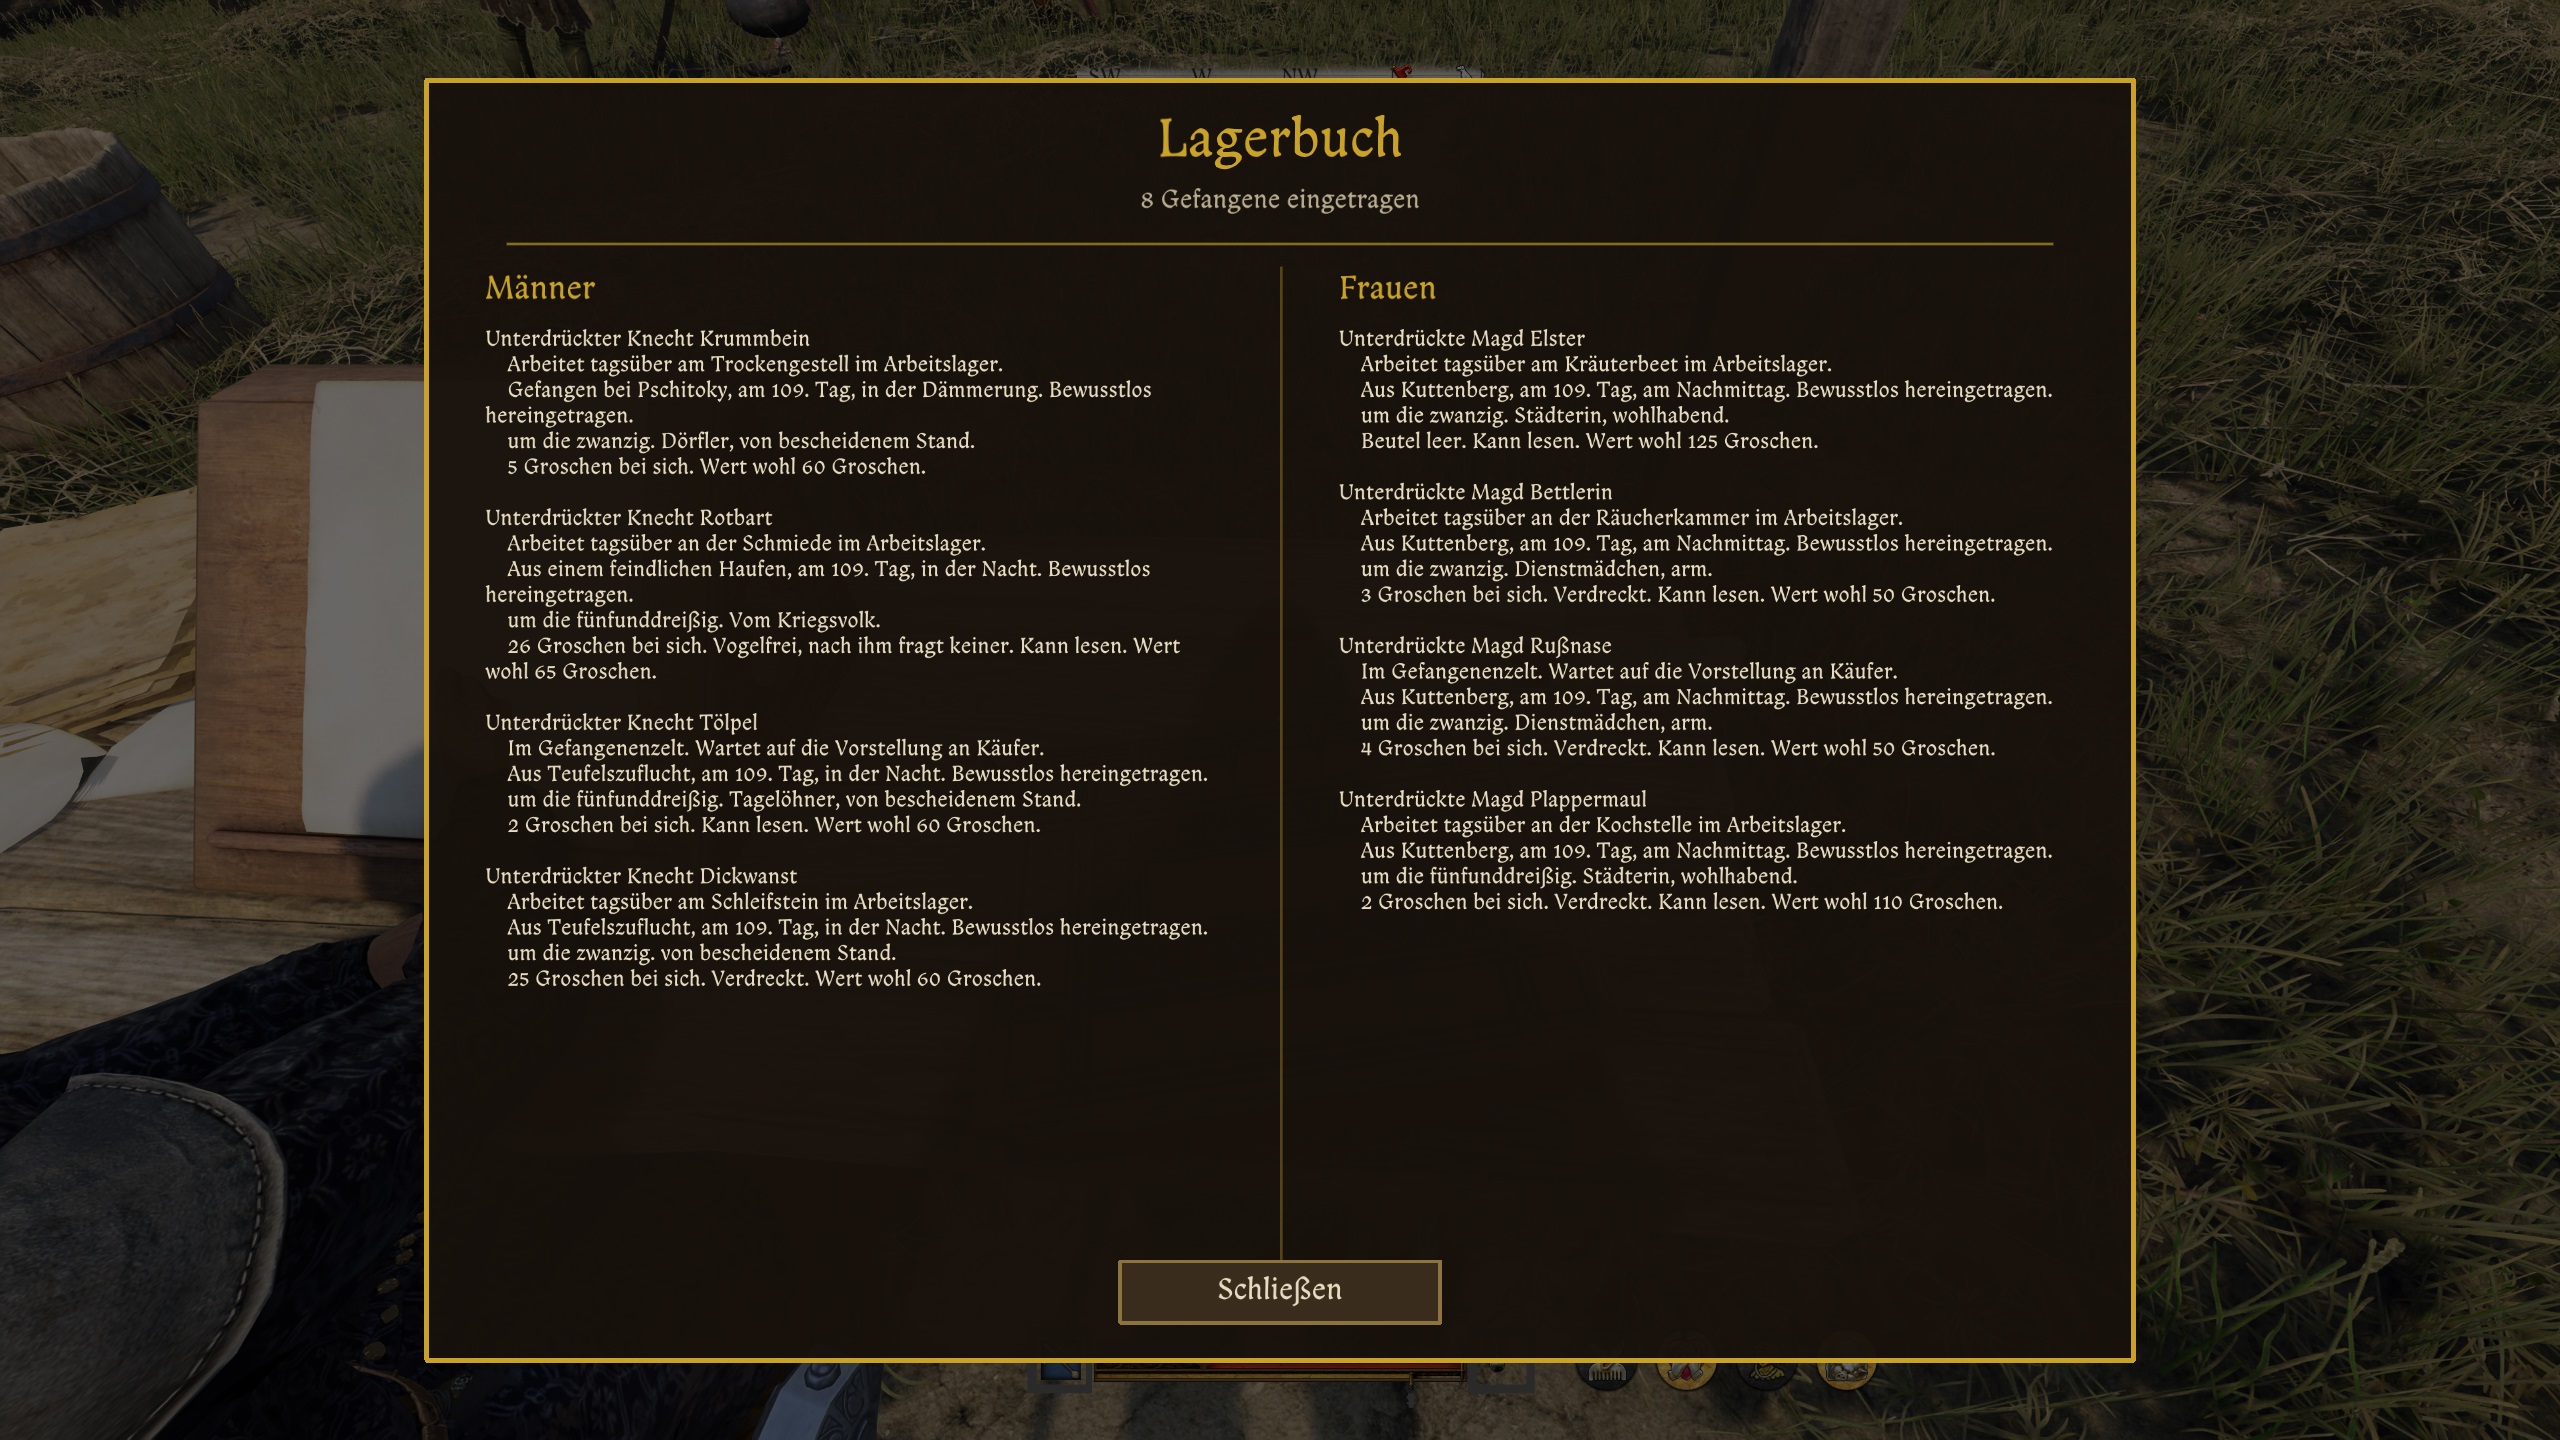 SW W NW
Lagerbuch
8 Gefangene eingetragen
Männer
Unterdrückter Knecht Krummbein
Arbeitet tagsüber am Trockengestell im Arbeitslager.
Gefangen bei Pschitoky, am 109. Tag, in der Dämmerung. Bewusstlos
hereingetragen.
um die zwanzig. Dörfler, von bescheidenem Stand.
5 Groschen bei sich. Wert wohl 60 Groschen.
Unterdrückter Knecht Rotbart
Arbeitet tagsüber an der Schmiede im Arbeitslager.
Aus einem feindlichen Haufen, am 109. Tag, in der Nacht. Bewusstlos
hereingetragen.
um die fünfunddreißig. Vom Kriegsvolk.
26 Groschen bei sich. Vogelfrei, nach ihm fragt keiner. Kann lesen. Wert
wohl 65 Groschen.
Unterdrückter Knecht Tölpel
Im Gefangenenzelt. Wartet auf die Vorstellung an Käufer.
Aus Teufelszuflucht, am 109. Tag, in der Nacht. Bewusstlos hereingetragen.
um die fünfunddreißig. Tagelöhner, von bescheidenem Stand.
2 Groschen bei sich. Kann lesen. Wert wohl 60 Groschen.
Unterdrückter Knecht Dickwanst
Arbeitet tagsüber am Schleifstein im Arbeitslager.
Aus Teufelszuflucht, am 109. Tag, in der Nacht. Bewusstlos hereingetragen.
um die zwanzig. von bescheidenem Stand.
25 Groschen bei sich. Verdreckt. Wert wohl 60 Groschen.
Frauen
Unterdrückte Magd Elster
Arbeitet tagsüber am Kräuterbeet im Arbeitslager.
Aus Kuttenberg, am 109. Tag, am Nachmittag. Bewusstlos hereingetragen.
um die zwanzig. Städterin, wohlhabend.
Beutel leer. Kann lesen. Wert wohl 125 Groschen.
Unterdrückte Magd Bettlerin
Arbeitet tagsüber an der Räucherkammer im Arbeitslager.
Aus Kuttenberg, am 109. Tag, am Nachmittag. Bewusstlos hereingetragen.
um die zwanzig. Dienstmädchen, arm.
3 Groschen bei sich. Verdreckt. Kann lesen. Wert wohl 50 Groschen.
Unterdrückte Magd Rußnase
Im Gefangenenzelt. Wartet auf die Vorstellung an Käufer.
Aus Kuttenberg, am 109. Tag, am Nachmittag. Bewusstlos hereingetragen.
um die zwanzig. Dienstmädchen, arm.
4 Groschen bei sich. Verdreckt. Kann lesen. Wert wohl 50 Groschen.
Unterdrückte Magd Plappermaul
Arbeitet tagsüber an der Kochstelle im Arbeitslager.
Aus Kuttenberg, am 109. Tag, am Nachmittag. Bewusstlos hereingetragen.
um die fünfunddreißig. Städterin, wohlhabend.
2 Groschen bei sich. Verdreckt. Kann lesen. Wert wohl 110 Groschen.
Schließen